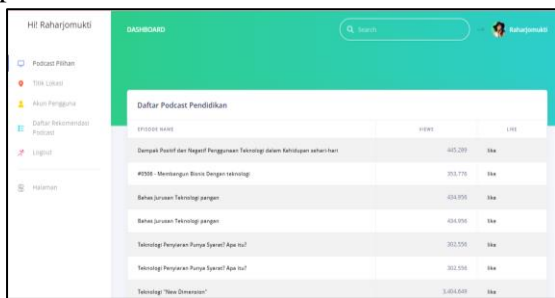 Hi! Raharjomukti
DASHBOARD
Search
Raharjomukti
Podcast Pilihan
Titik Lokasi
Akun Pengguna
Daftar Rekomendasi
Podcast
Logout
Halaman
Daftar Podcast Pendidikan
EPISODE NAME VIEWS LIKE
Dampak Positif dan Negatif Penggunaan Teknologi dalam Kehidupan sehari-hari 445,289 like
#0306 - Membangun Bisnis Dengan teknologi 353,776 like
Bahas Jurusan Teknologi pangan 434,956 like
Bahas Jurusan Teknologi pangan 434,956 like
Teknologi Penyiaran Punya Syarat? Apa itu? 302,556 like
Teknologi Penyiaran Punya Syarat? Apa itu? 302,556 like
Teknologi "New Dimension" 3,404,649 like